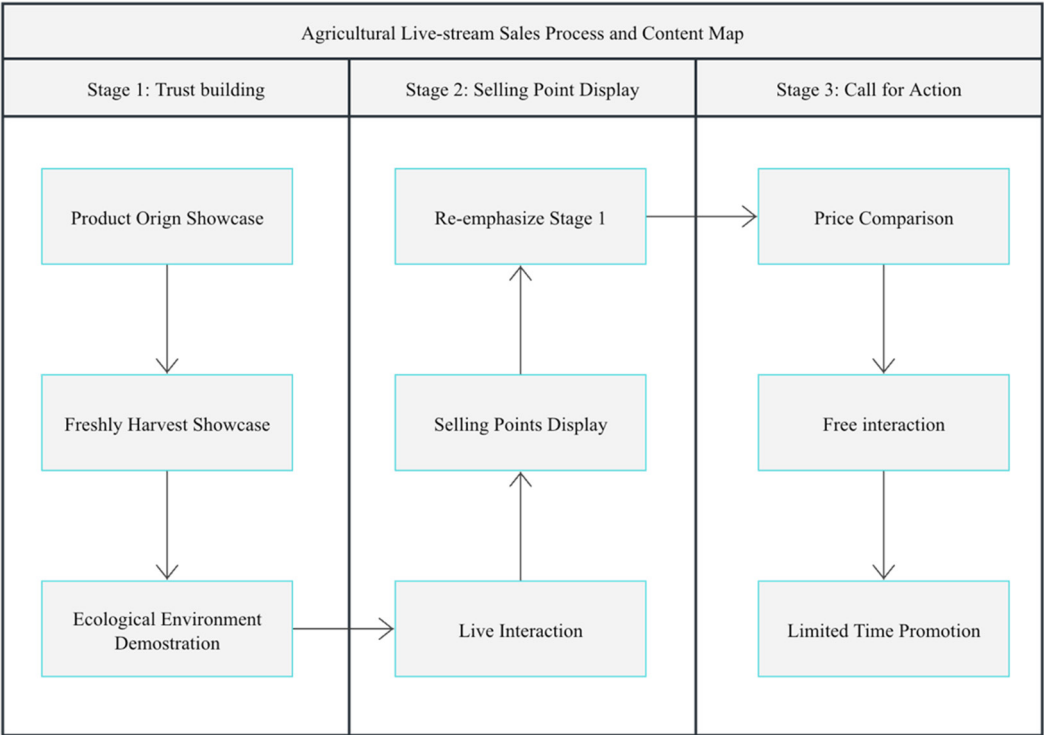 Agricultural Live-stream Sales Process and Content Map
Stage 1: Trust building
Stage 2: Selling Point Display
Stage 3: Call for Action
Product Orign Showcase
Freshly Harvest Showcase
Ecological Environment
Demostration
Live Interaction
Selling Points Display
Re-emphasize Stage 1
Price Comparison
Free interaction
Limited Time Promotion